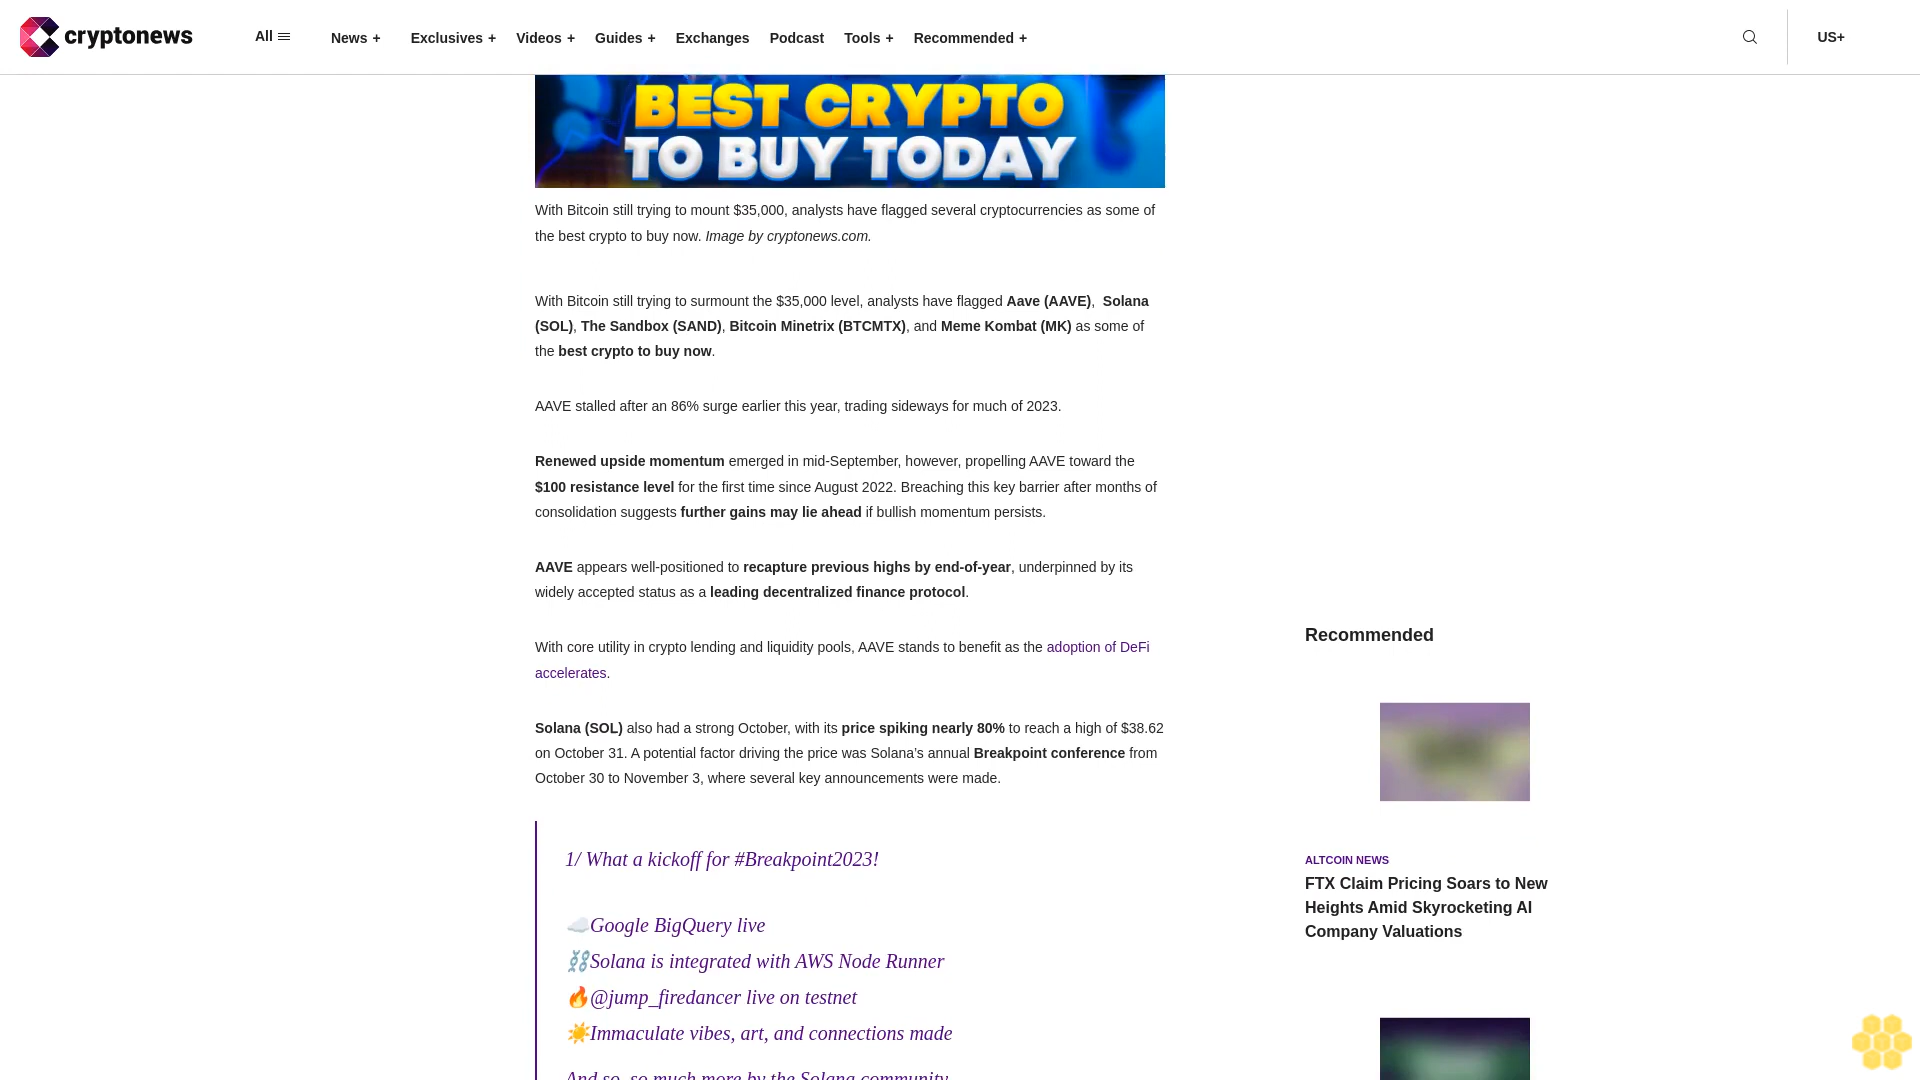 cryptonews
All
News +
Exclusives +
Videos +
Guides +
Exchanges
Podcast
Tools +
Recommended +
US+
BEST CRYPTO
TO BUY TODAY
With Bitcoin still trying to mount $35,000, analysts have flagged several cryptocurrencies as some of
the best crypto to buy now. Image by cryptonews.com.
With Bitcoin still trying to surmount the $35,000 level, analysts have flagged Aave (AAVE), Solana
(SOL), The Sandbox (SAND), Bitcoin Minetrix (BTCMTX), and Meme Kombat (MK) as some of
the best crypto to buy now.
AAVE stalled after an 86% surge earlier this year, trading sideways for much of 2023.
Renewed upside momentum emerged in mid-September, however, propelling AAVE toward the
$100 resistance level for the first time since August 2022. Breaching this key barrier after months of
consolidation suggests further gains may lie ahead if bullish momentum persists.
AAVE appears well-positioned to recapture previous highs by end-of-year, underpinned by its
widely accepted status as a leading decentralized finance protocol.
With core utility in crypto lending and liquidity pools, AAVE stands to benefit as the adoption of DeFi
accelerates.
Solana (SOL) also had a strong October, with its price spiking nearly 80% to reach a high of $38.62
on October 31. A potential factor driving the price was Solana’s annual Breakpoint conference from
October 30 to November 3, where several key announcements were made.
1/ What a kickoff for #Breakpoint2023!
☁️Google BigQuery live
⛓️Solana is integrated with AWS Node Runner
🔥@jump_firedancer live on testnet
☀️Immaculate vibes, art, and connections made
And so, so much more by the Solana community
Recommended
ALTCOIN NEWS
FTX Claim Pricing Soars to New
Heights Amid Skyrocketing AI
Company Valuations